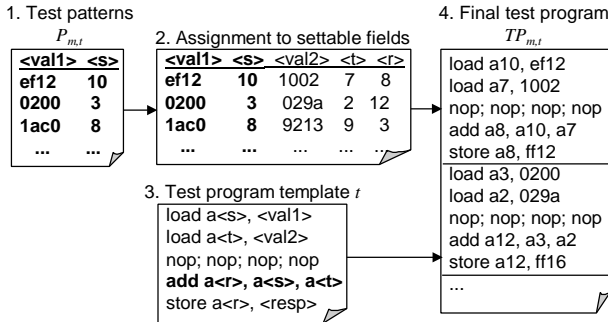 1. Test patterns
P_{m,t}
<val1> <s>
ef12 10
0200 3
1ac0 8
... ...
2. Assignment to settable fields
<val1> <s> <val2> <t> <r>
ef12 10 1002 7 8
0200 3 029a 2 12
1ac0 8 9213 9 3
... ... ... ... ...
3. Test program template t
load a<s>, <val1>
load a<t>, <val2>
nop; nop; nop; nop
add a<r>, a<s>, a<t>
store a<r>, <resp>
4. Final test program
TP_{m,t}
load a10, ef12
load a7, 1002
nop; nop; nop; nop
add a8, a10, a7
store a8, ff12
load a3, 0200
load a2, 029a
nop; nop; nop; nop
add a12, a3, a2
store a12, ff16
...